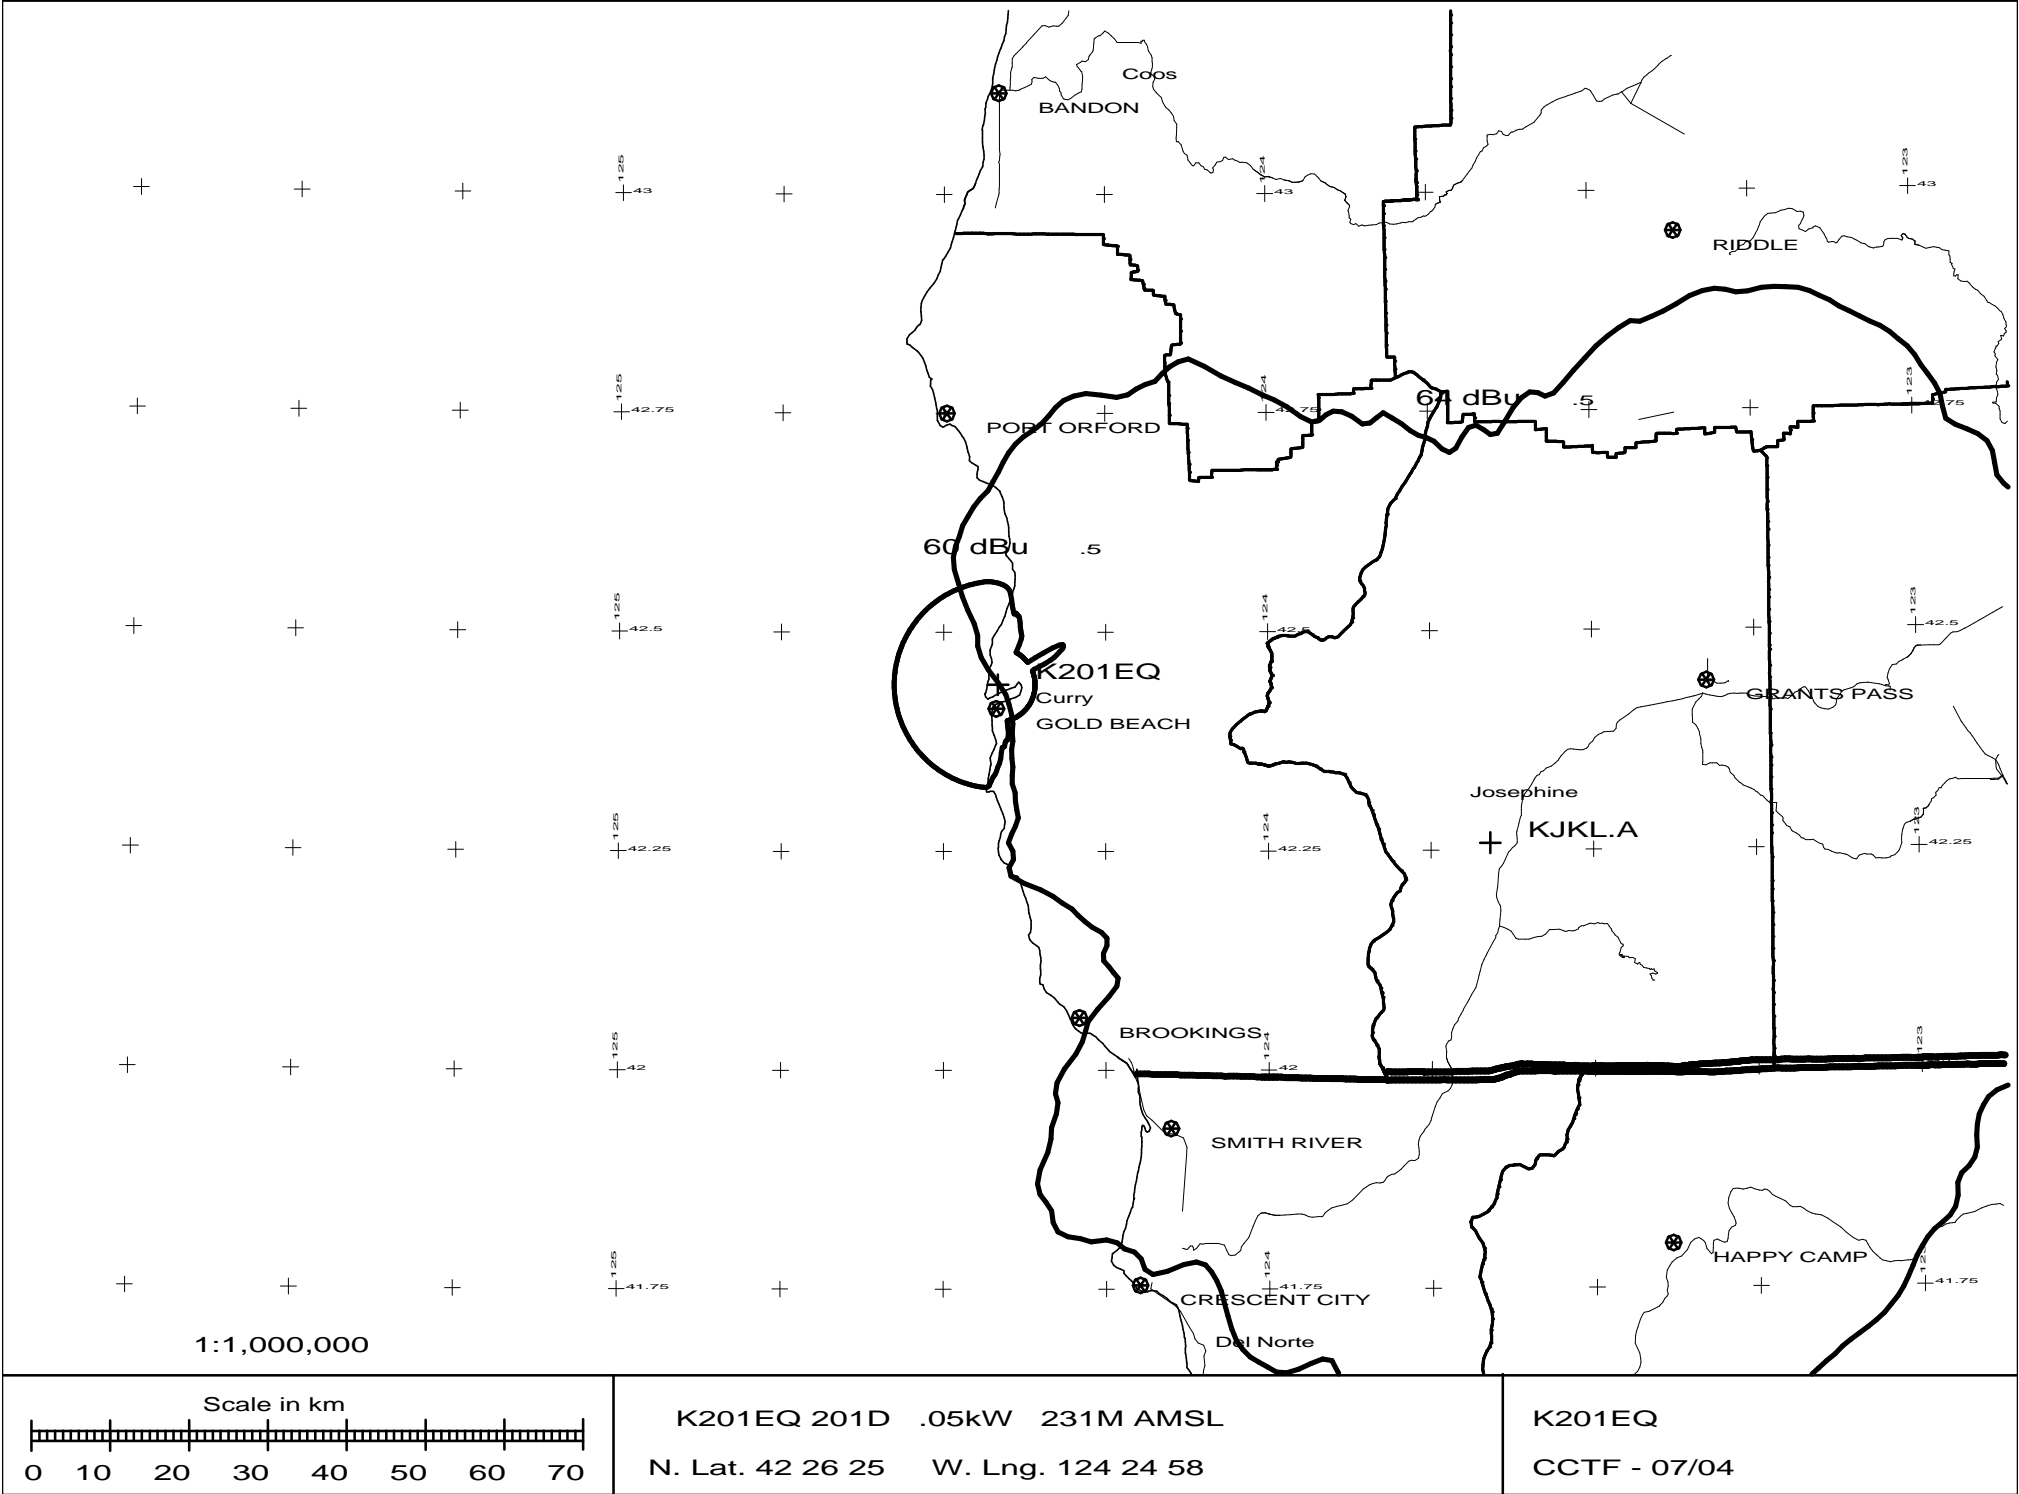 Coos
BANDON
125
43
124
43
123
43
RIDDLE
125
42.75
124
42.75
64 dBu .5
123
42.75
PORT ORFORD
60 dBu .5
125
42.5
124
42.5
123
42.5
K201EQ
Curry
GOLD BEACH
GRANTS PASS
Josephine
KJKL.A
125
42.25
124
42.25
123
42.25
BROOKINGS
125
42
124
42
123
SMITH RIVER
HAPPY CAMP
125
41.75
124
41.75
123
41.75
CRESCENT CITY
Del Norte
1:1,000,000
Scale in km
0 10 20 30 40 50 60 70
K201EQ 201D .05kW 231M AMSL
N. Lat. 42 26 25 W. Lng. 124 24 58
K201EQ
CCTF - 07/04